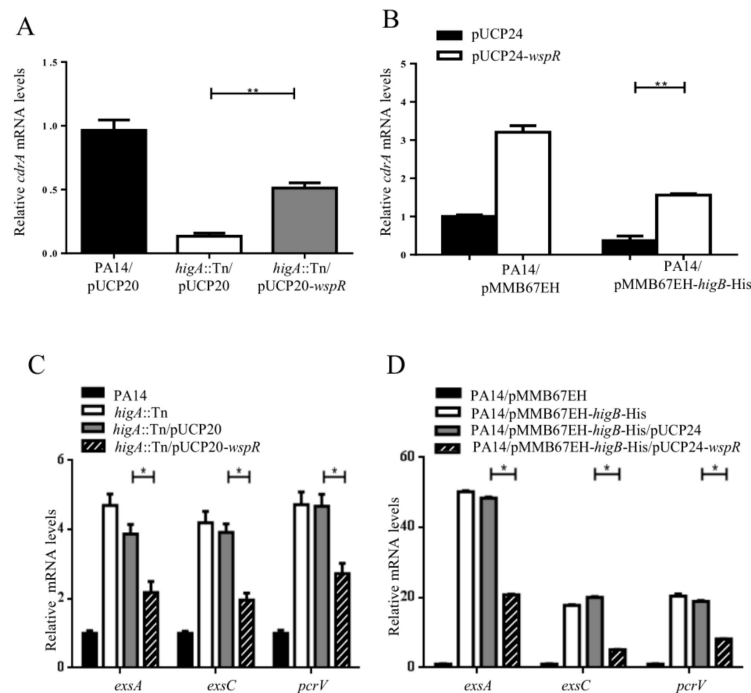 A
Relative cdrA mRNA levels
1.5
1.0
0.5
0.0
**
PA14/
pUCP20
higA::Tn/
pUCP20
higA::Tn/
pUCP20-wspR
B
pUCP24
pUCP24-wspR
Relative cdrA mRNA levels
5
4
3
2
1
0
**
PA14/
pMMB67EH
PA14/
pMMB67EH-higB-His
C
PA14
higA::Tn
higA::Tn/pUCP20
higA::Tn/pUCP20-wspR
Relative mRNA levels
6
4
2
0
*
*
*
exsA
exsC
pcrV
D
PA14/pMMB67EH
PA14/pMMB67EH-higB-His
PA14/pMMB67EH-higB-His/pUCP24
PA14/pMMB67EH-higB-His/pUCP24-wspR
Relative mRNA levels
60
40
20
0
*
*
*
exsA
exsC
pcrV